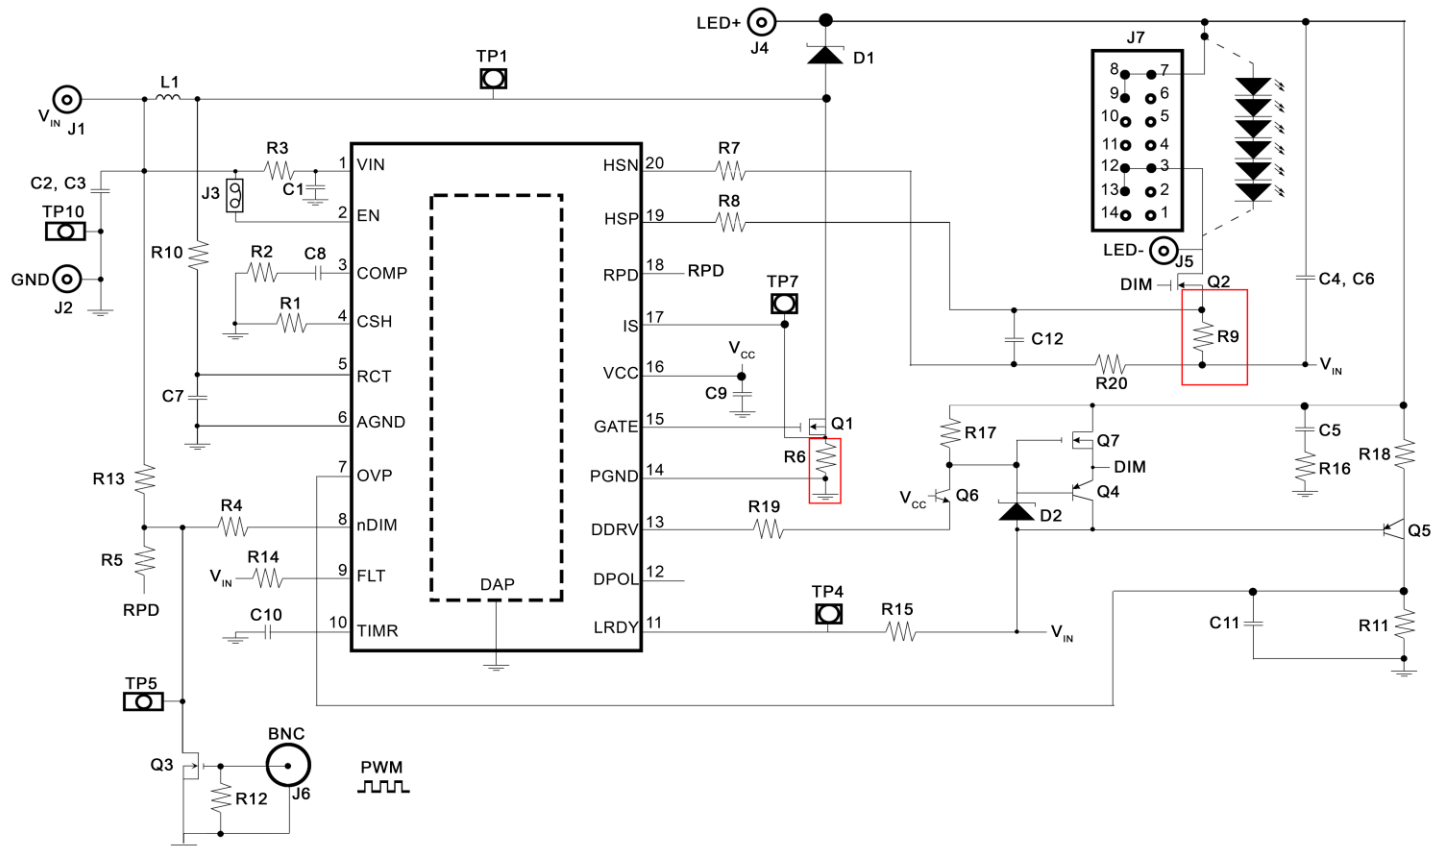 LED+
J4
D1
J7
TP1
L1
V_IN
J1
8 7
9 6
10 5
11 4
12 3
13 2
14 1
R3
1 VIN
HSN 20
R7
C2, C3
J3
C1
TP10
2 EN
HSP 19
R8
R10
R2
C8
3 COMP
RPD 18
RPD
LED-
J5
GND
J2
TP7
DIM
Q2
C4, C6
R1
4 CSH
IS 17
C12
R9
V_CC
5 RCT
VCC 16
R20
V_IN
C7
C9
6 AGND
GATE 15
Q1
R17
Q7
C5
R6
R18
R13
7 OVP
PGND 14
DIM
R16
V_CC
Q6
Q4
R4
8 nDIM
DDRV 13
R19
D2
Q5
R5
R14
V_IN
9 FLT
DAP
DPOL 12
RPD
TP4
C10
10 TIMR
LRDY 11
R15
V_IN
C11
R11
TP5
BNC
Q3
PWM
J6
R12